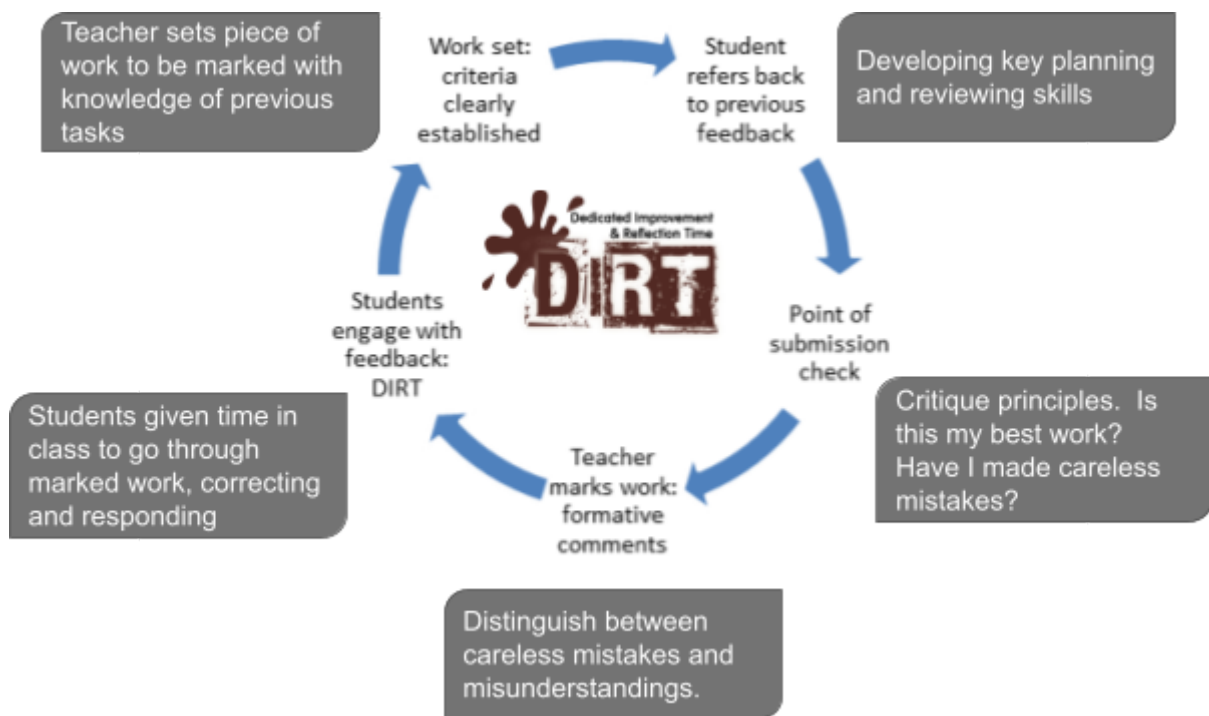 Teacher sets piece of
work to be marked with
knowledge of previous
tasks
Work set:
criteria
clearly
established
Student
refers back
to previous
feedback
Developing key planning
and reviewing skills
Dedicated Improvement
& Reflection Time
DIRT
Point of
submission
check
Critique principles.  Is
this my best work?
Have I made careless
mistakes?
Teacher
marks work:
formative
comments
Distinguish between
careless mistakes and
misunderstandings.
Students
engage with
feedback:
DIRT
Students given time in
class to go through
marked work, correcting
and responding